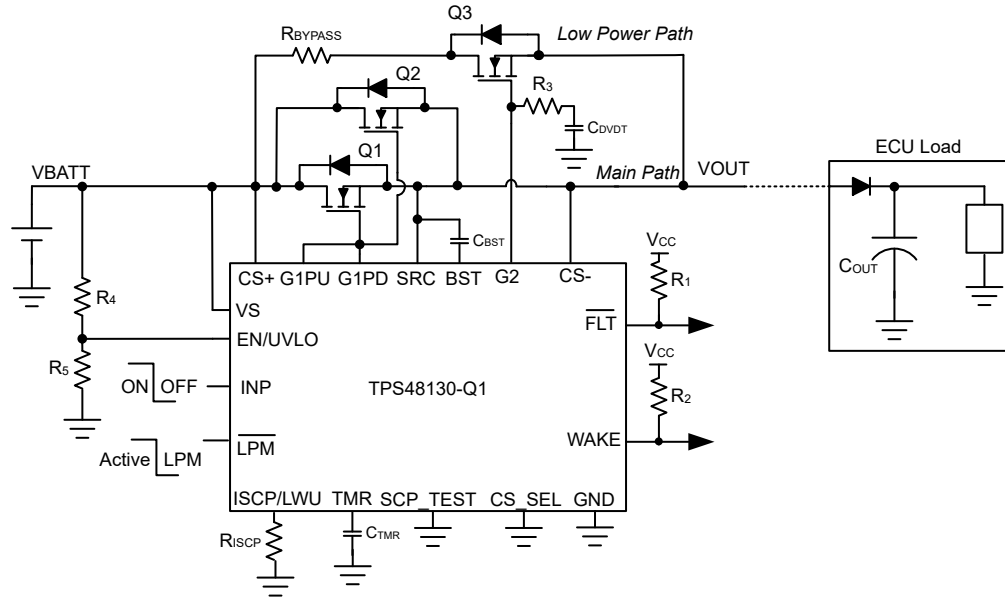 Q3
RBYPASS
Low Power Path
Q2
R3
CDVDT
Q1
ECU Load
VBATT
Main Path
VOUT
CBST
VCC
COUT
CS+ G1PU G1PD SRC BST G2 CS-
R1
R4
VS
FLT
EN/UVLO
VCC
R5
ON OFF
INP
TPS48130-Q1
R2
WAKE
Active LPM
LPM
ISCP/LWU TMR SCP_TEST CS_SEL GND
RISCP
CTMR